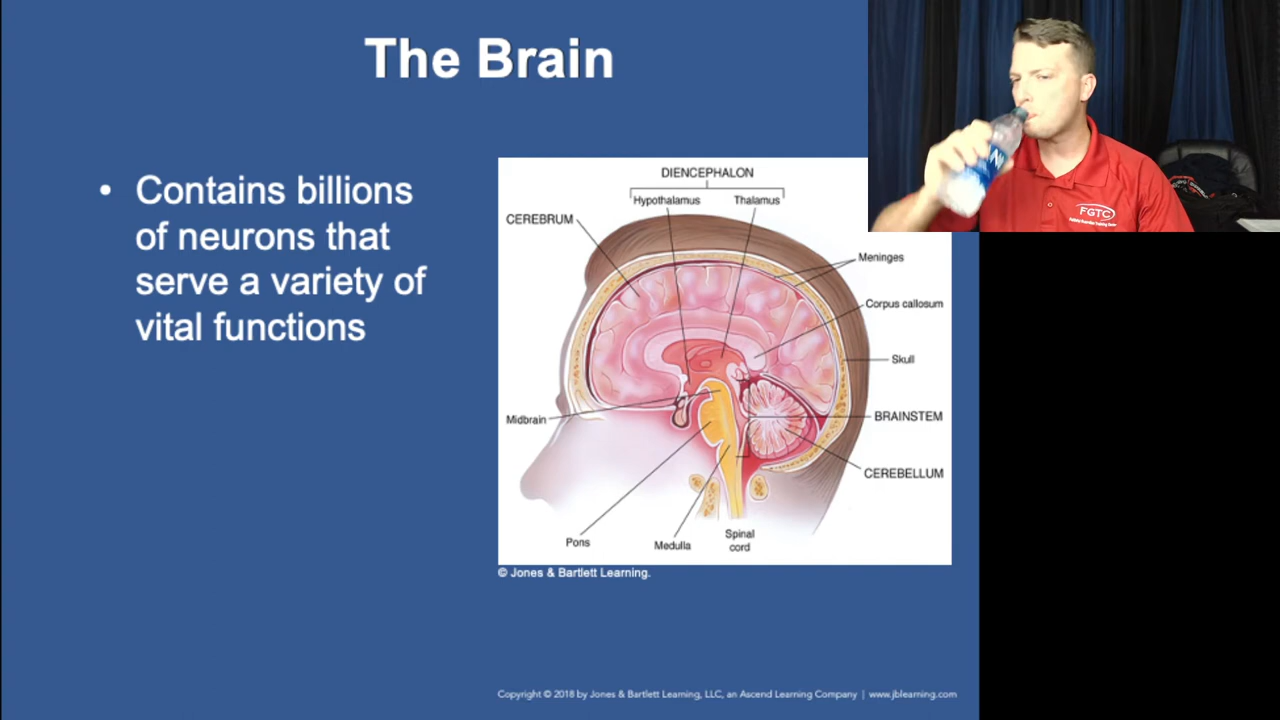 The Brain
• Contains billions
of neurons that
serve a variety of
vital functions
DIENCEPHALON
Hypothalamus
Thalamus
CEREBRUM
Meninges
Corpus callosum
Skull
Midbrain
BRAINSTEM
CEREBELLUM
Pons
Medulla
Spinal
cord
© Jones & Bartlett Learning.
Copyright © 2018 by Jones & Bartlett Learning, LLC, an Ascend Learning Company | www.jblearning.com
FGTC